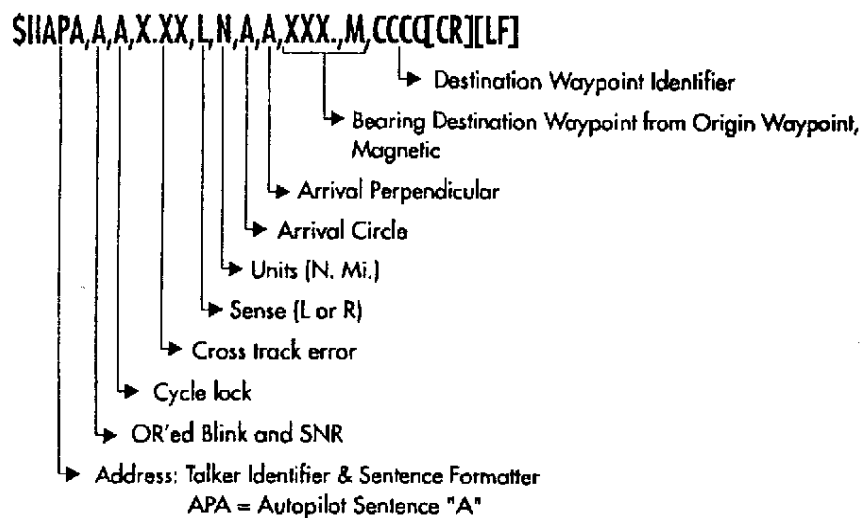 $IIAPA,A,A,X.XX,L,N,A,A,XXX.,M,CCCC[CR][LF]
Destination Waypoint Identifier
Bearing Destination Waypoint from Origin Waypoint,
Magnetic
Arrival Perpendicular
Arrival Circle
Units (N. Mi.)
Sense (L or R)
Cross track error
Cycle lock
OR'ed Blink and SNR
Address: Talker Identifier & Sentence Formatter
APA = Autopilot Sentence "A"